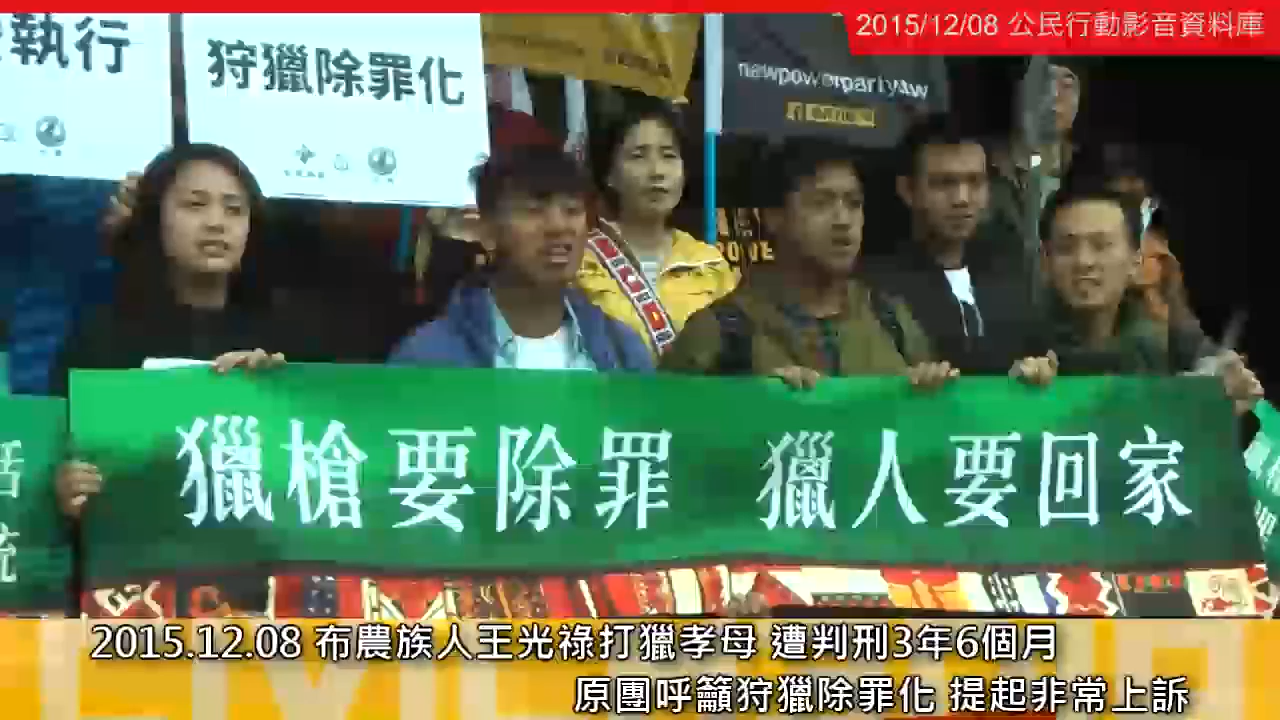 2015/12/08 公民行動影音資料庫
執行
狩獵除罪化
newpowerparty.tw
獵槍要除罪 獵人要回家
2015.12.08 布農族人王光祿打獵孝母 遭判刑3年6個月
原團呼籲狩獵除罪化 提起非常上訴